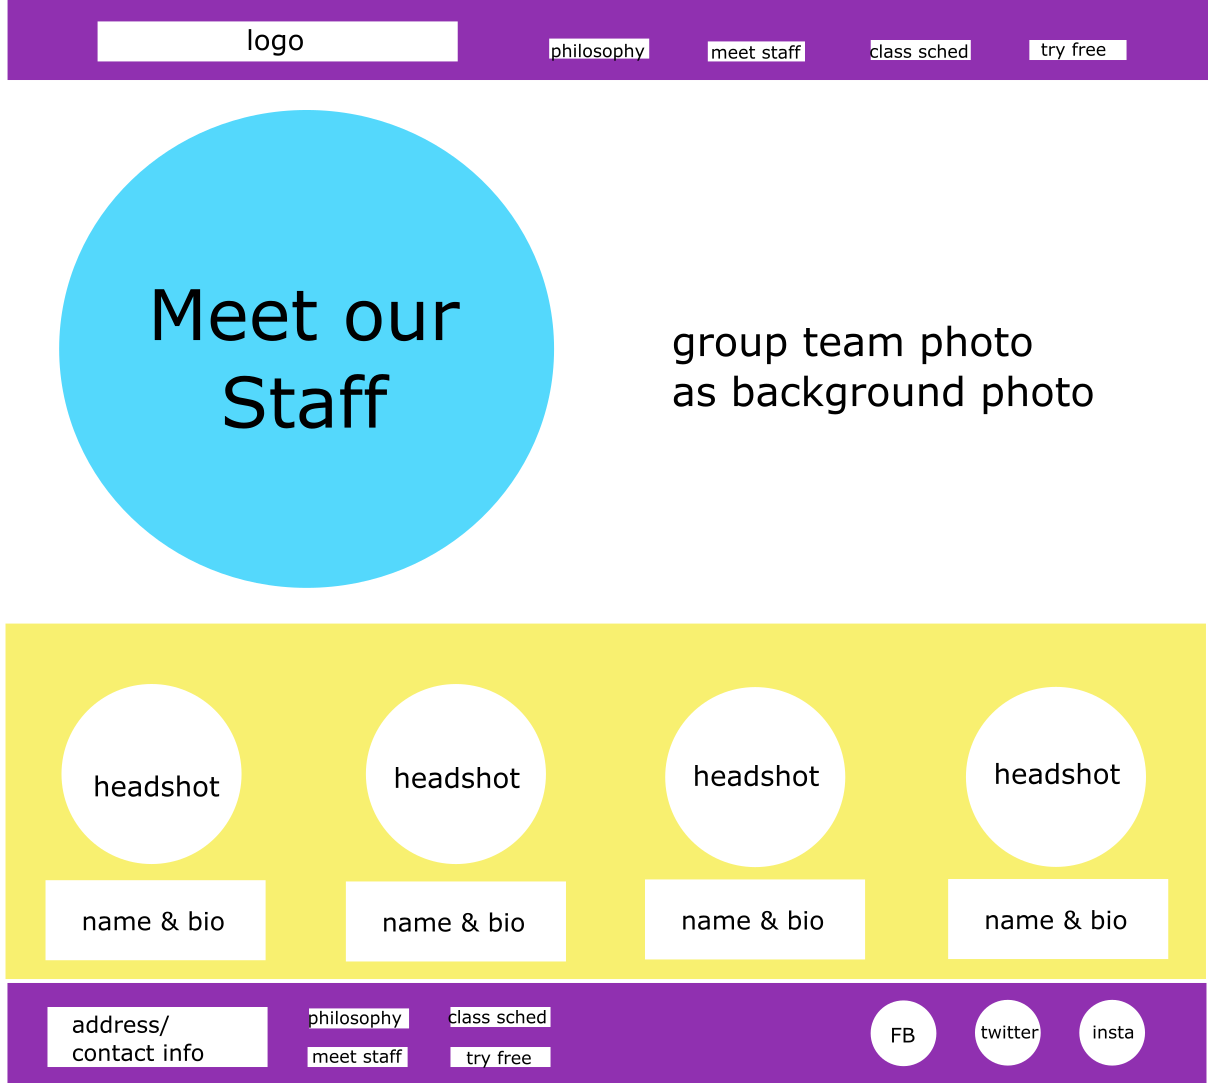 logo
philosophy
meet staff
class sched
try free
Meet our
Staff
group team photo
as background photo
headshot
headshot
headshot
headshot
name & bio
name & bio
name & bio
name & bio
address/
contact info
philosophy
class sched
meet staff
try free
FB
twitter
insta